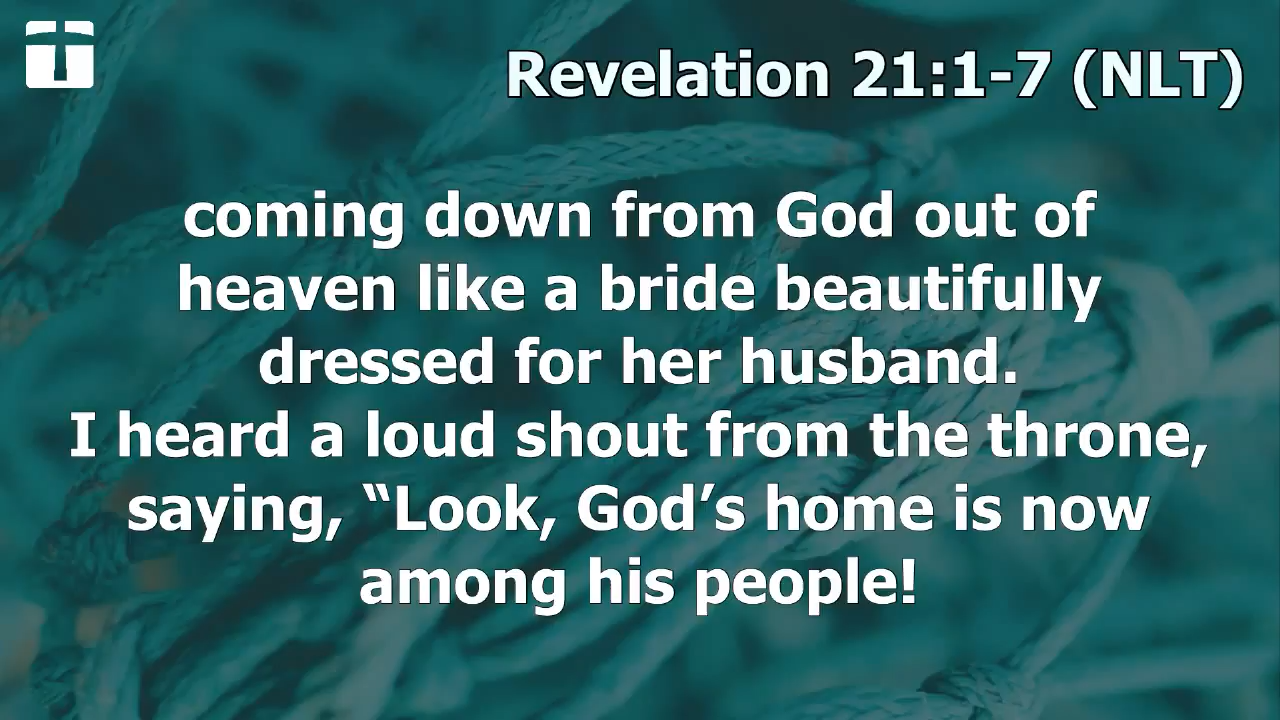 Revelation 21:1-7 (NLT)
coming down from God out of
heaven like a bride beautifully
dressed for her husband.
I heard a loud shout from the throne,
saying, “Look, God’s home is now
among his people!